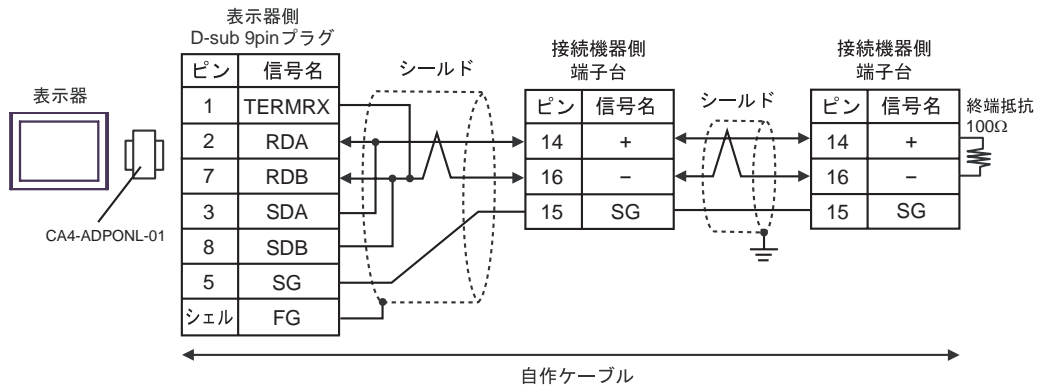 表示器側
D-sub 9pinプラグ
接続機器側
端子台
接続機器側
端子台
表示器
CA4-ADPONL-01
ピン 信号名
1 TERMRX
2 RDA
7 RDB
3 SDA
8 SDB
5 SG
シェル FG
シールド
ピン 信号名
14 +
16 −
15 SG
シールド
ピン 信号名
14 +
16 −
15 SG
終端抵抗
100Ω
自作ケーブル